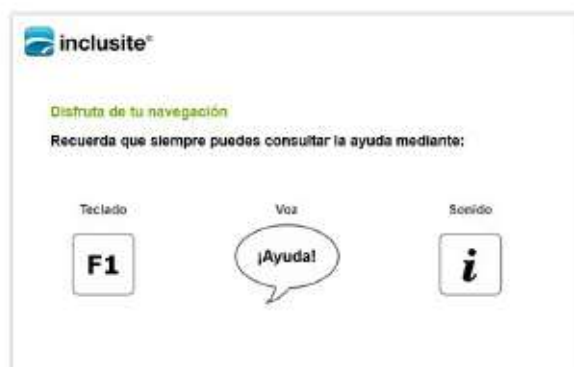 inclusite®
Disfruta de tu navegación
Recuerda que siempre puedes consultar la ayuda mediante:
Teclado Voz Sonido
F1 ¡Ayuda! i